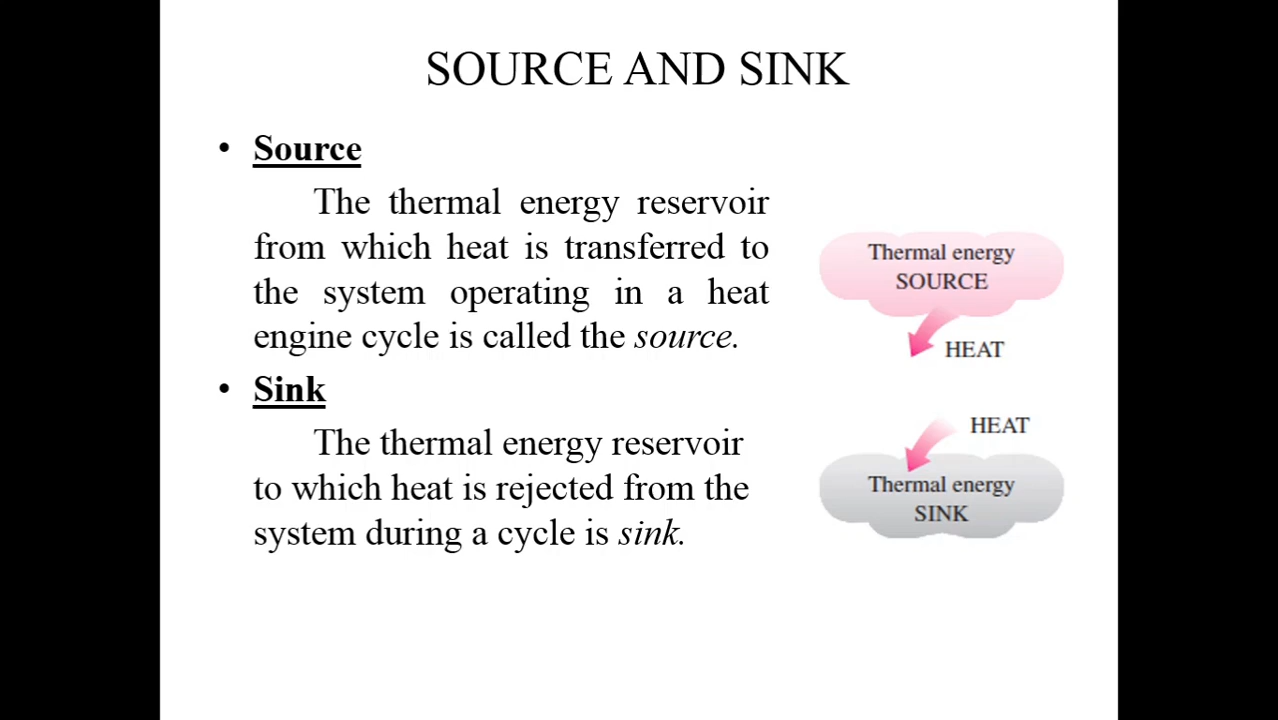 SOURCE AND SINK
• Source
The thermal energy reservoir
from which heat is transferred to
the system operating in a heat
engine cycle is called the source.
• Sink
The thermal energy reservoir
to which heat is rejected from the
system during a cycle is sink.
Thermal energy
SOURCE
HEAT
HEAT
Thermal energy
SINK